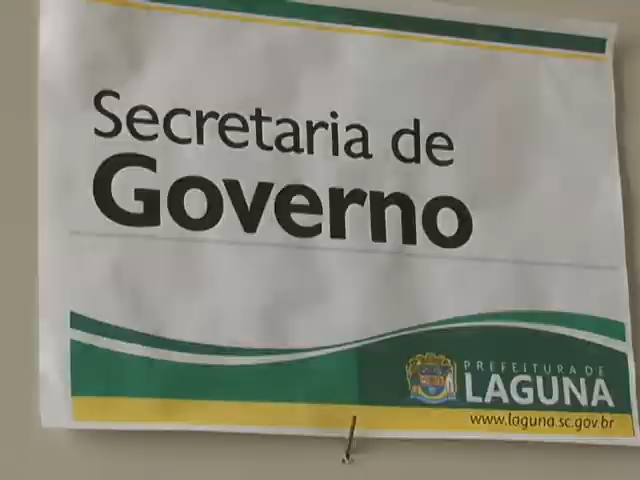 Secretaria de
Governo
PREFEITURA DE
LAGUNA
www.laguna.sc.gov.br